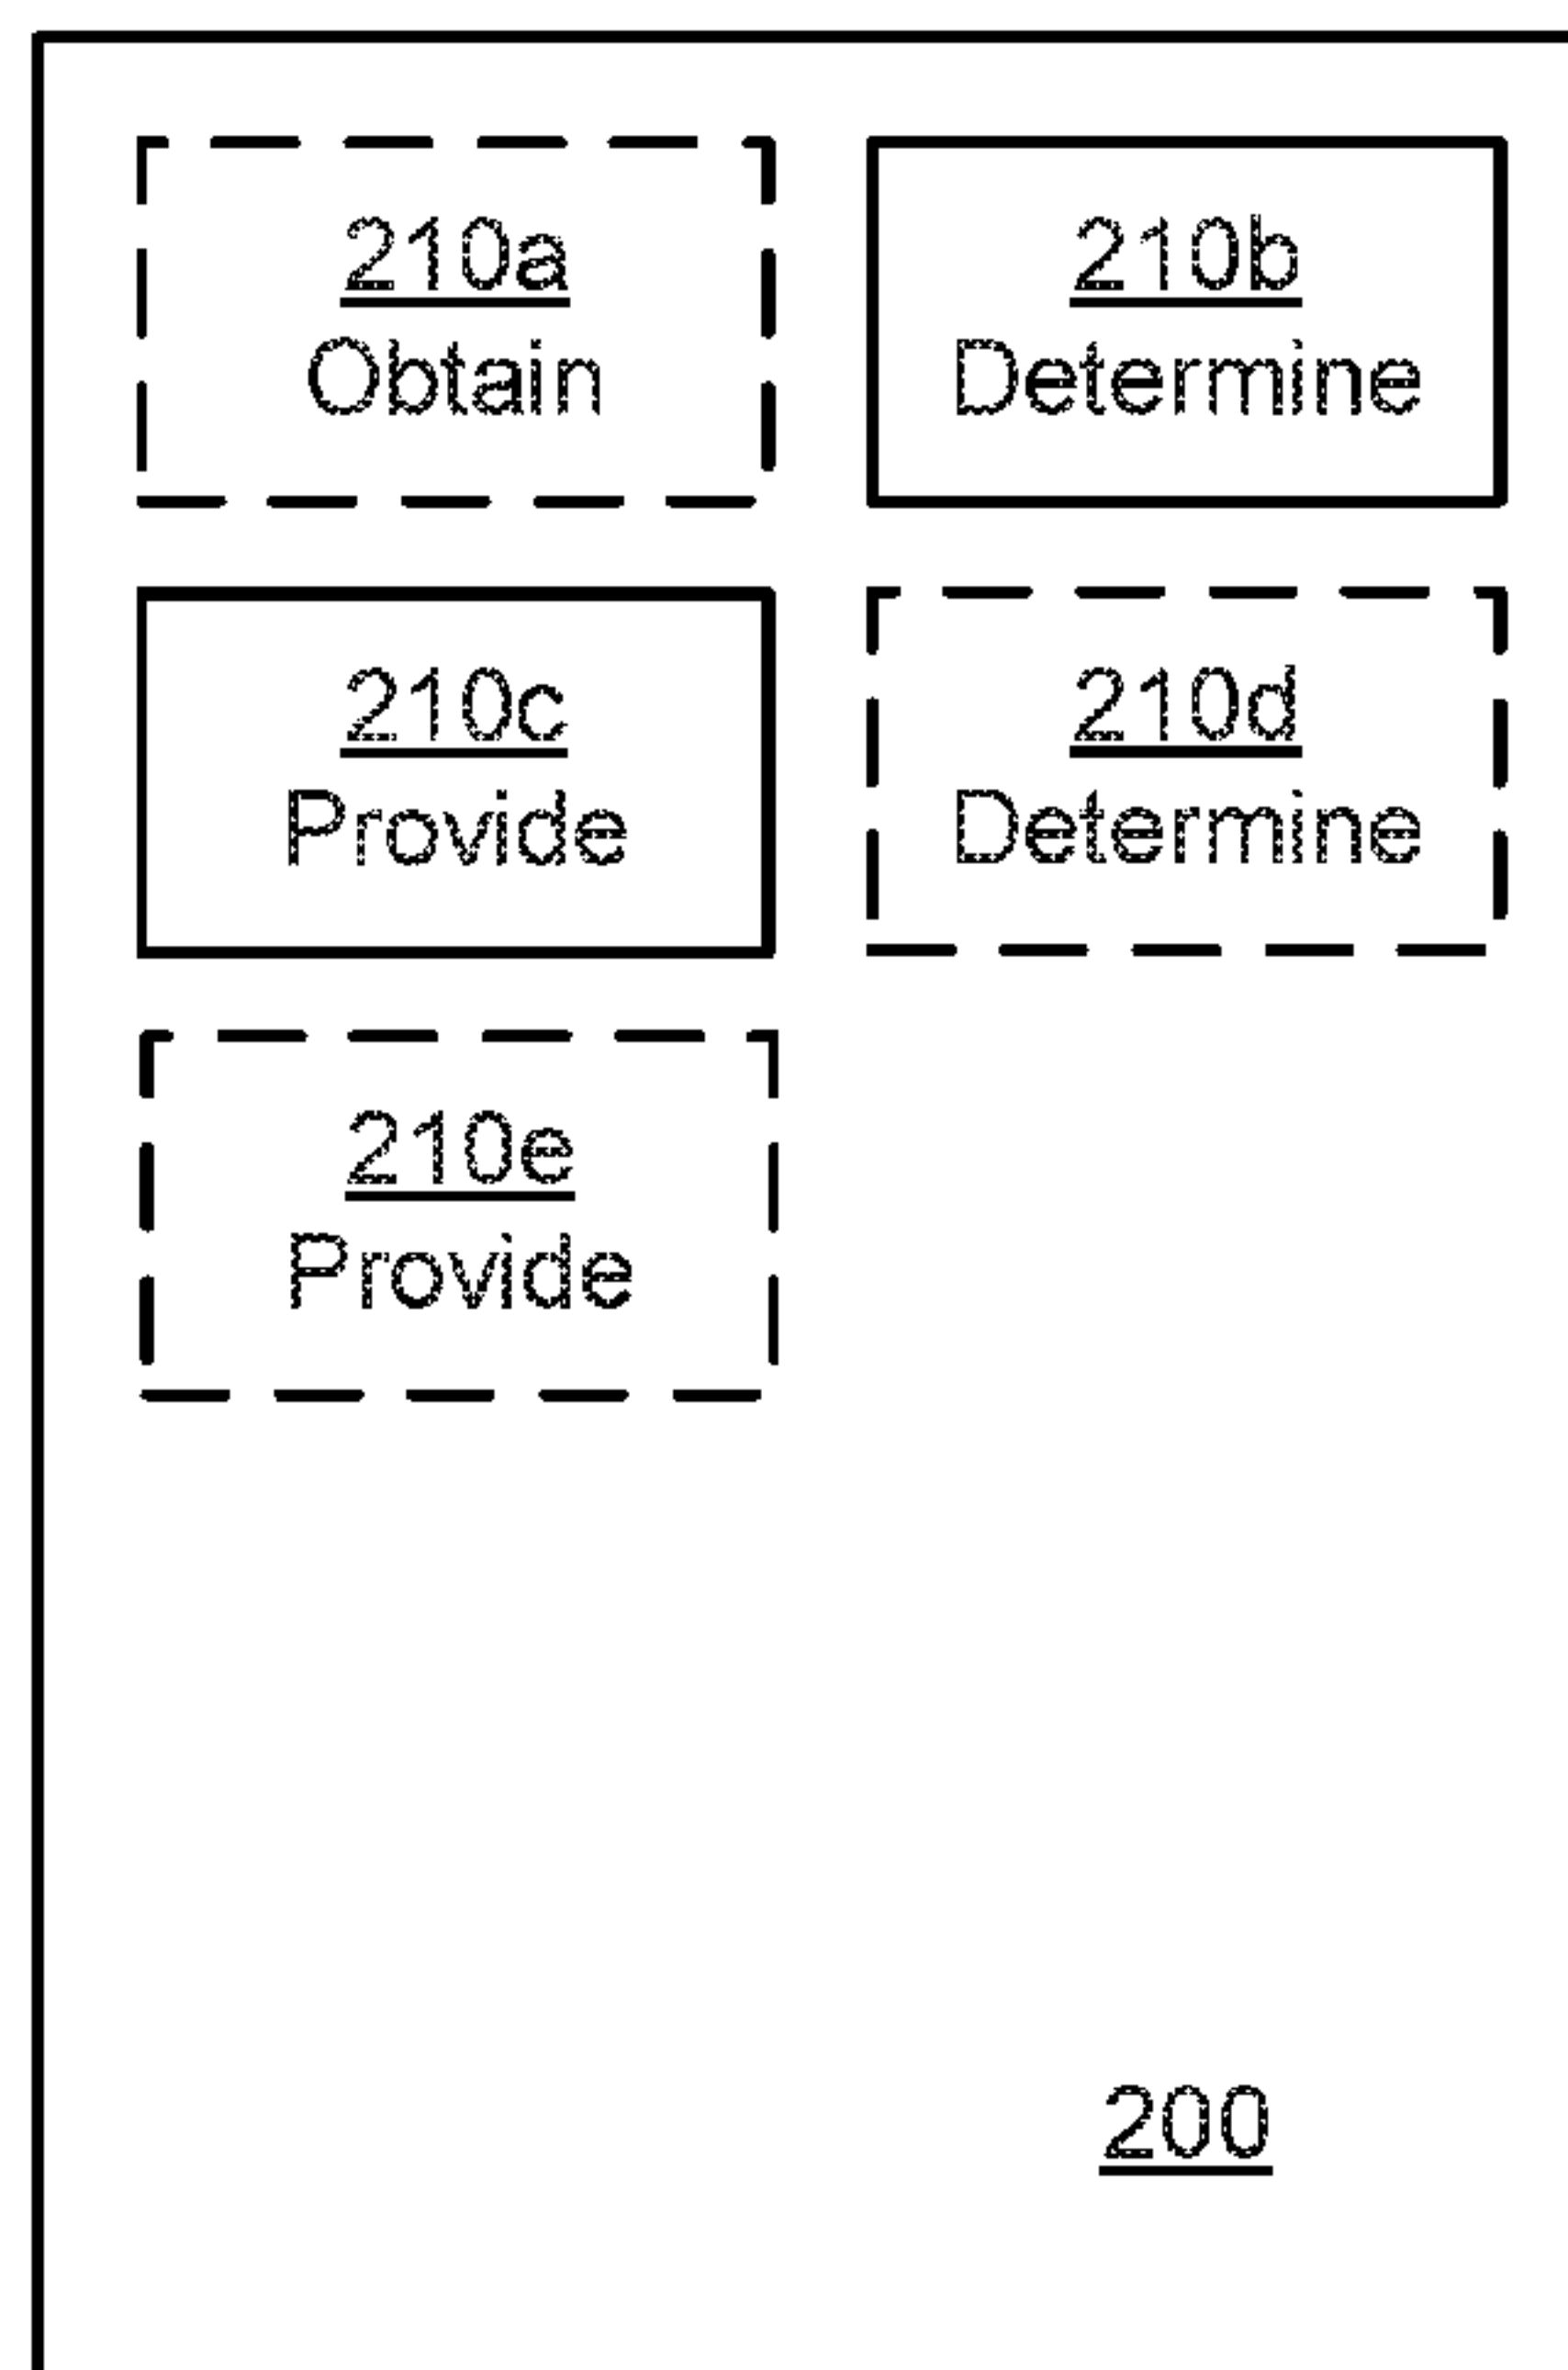 210a
Obtain
210b
Determine
210c
Provide
210d
Determine
210e
Provide
200